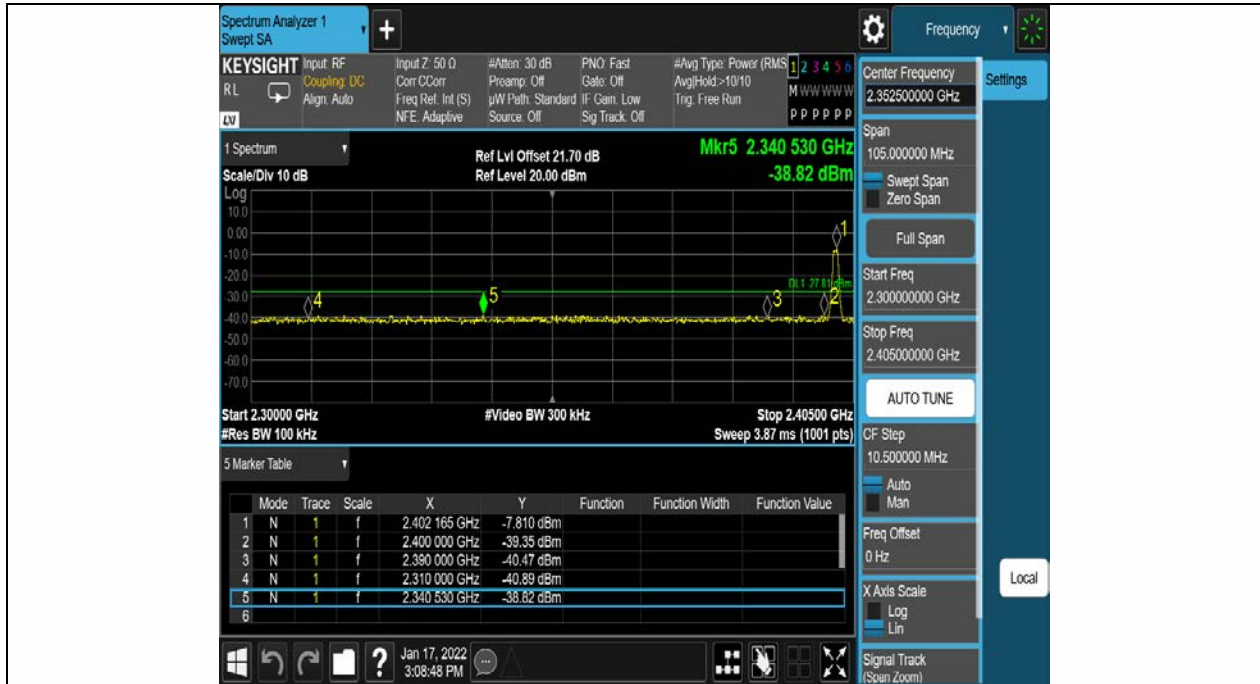 Spectrum Analyzer 1
Swept SA
+
Frequency
KEYSIGHT Input: RF Input Z: 50 Ω #Atten: 30 dB PNO: Fast #Avg Type: Power (RMS 1 2 3 4 5 6
RL Coupling: DC Corr CCorr Preamp: Off Gate: Off Avg|Hold:>10/10 M W W W W W
Align: Auto Freq Ref: Int (S) µW Path: Standard IF Gain: Low Trig: Free Run
LXI NFE: Adaptive Source: Off Sig Track: Off P P P P P P
1 Spectrum
Ref Lvl Offset 21.70 dB
Mkr5 2.340 530 GHz
Scale/Div 10 dB
Ref Level 20.00 dBm
-38.82 dBm
Log
10.0
0.00
-10.0
-20.0
-30.0
-40.0
-50.0
-60.0
-70.0
1
DL1 -27.81 dBm
4
5
3
2
Start 2.30000 GHz #Video BW 300 kHz Stop 2.40500 GHz
#Res BW 100 kHz Sweep 3.87 ms (1001 pts)
5 Marker Table
Mode Trace Scale X Y Function Function Width Function Value
1 N 1 f 2.402 165 GHz -7.810 dBm
2 N 1 f 2.400 000 GHz -39.35 dBm
3 N 1 f 2.390 000 GHz -40.47 dBm
4 N 1 f 2.310 000 GHz -40.89 dBm
5 N 1 f 2.340 530 GHz -38.82 dBm
6
?
Jan 17, 2022
3:08:48 PM
Center Frequency
2.352500000 GHz
Settings
Span
105.000000 MHz
Swept Span
Zero Span
Full Span
Start Freq
2.300000000 GHz
Stop Freq
2.405000000 GHz
AUTO TUNE
CF Step
10.500000 MHz
Auto
Man
Freq Offset
0 Hz
Local
X Axis Scale
Log
Lin
Signal Track
(Span Zoom)